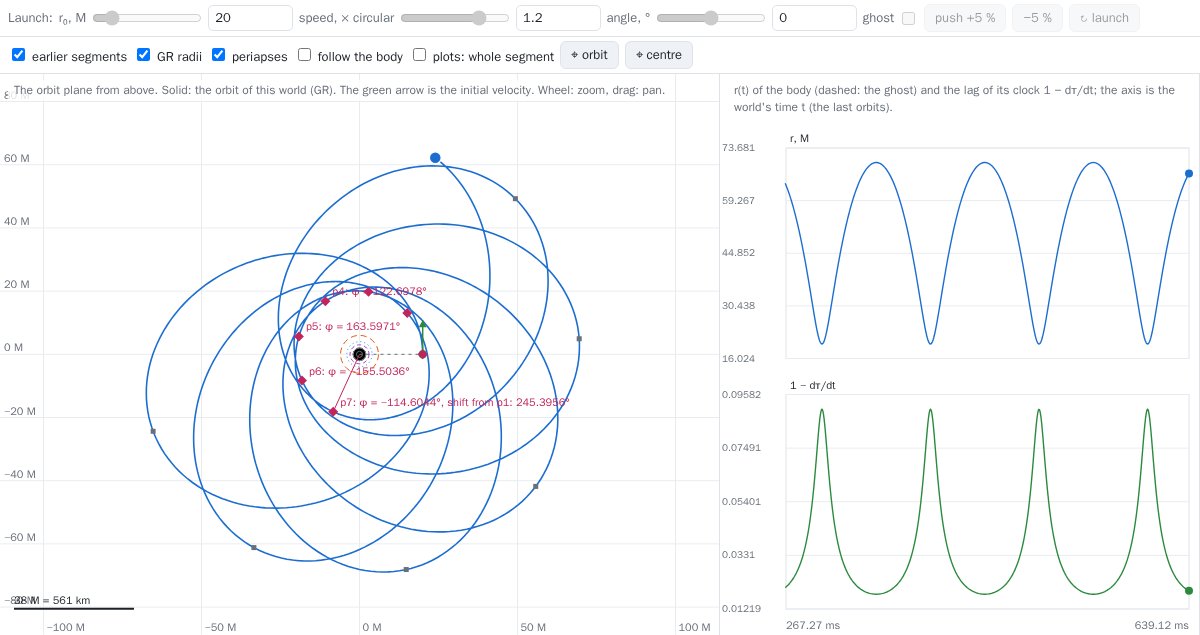 Launch: r₀, M 20 speed, × circular 1.2 angle, ° 0 ghost push +5 % −5 % ↻ launch
earlier segments GR radii periapses follow the body plots: whole segment ⌖ orbit ⌖ centre
The orbit plane from above. Solid: the orbit of this world (GR). The green arrow is the initial velocity. Wheel: zoom, drag: pan.
60 M
40 M
20 M
0 M
−20 M
−40 M
−60 M
p5: φ = 163.5971°
p6: φ = −155.5036°
p7: φ = −114.6044°, shift from p1: 245.3956°
38 M = 561 km
−100 M
−50 M
0 M
50 M
100 M
r(t) of the body (dashed: the ghost) and the lag of its clock 1 − dτ/dt; the axis is the
world's time t (the last orbits).
r, M
73.681
59.267
44.852
30.438
16.024
1 − dτ/dt
0.09582
0.07491
0.05401
0.0331
0.01219
267.27 ms
639.12 ms